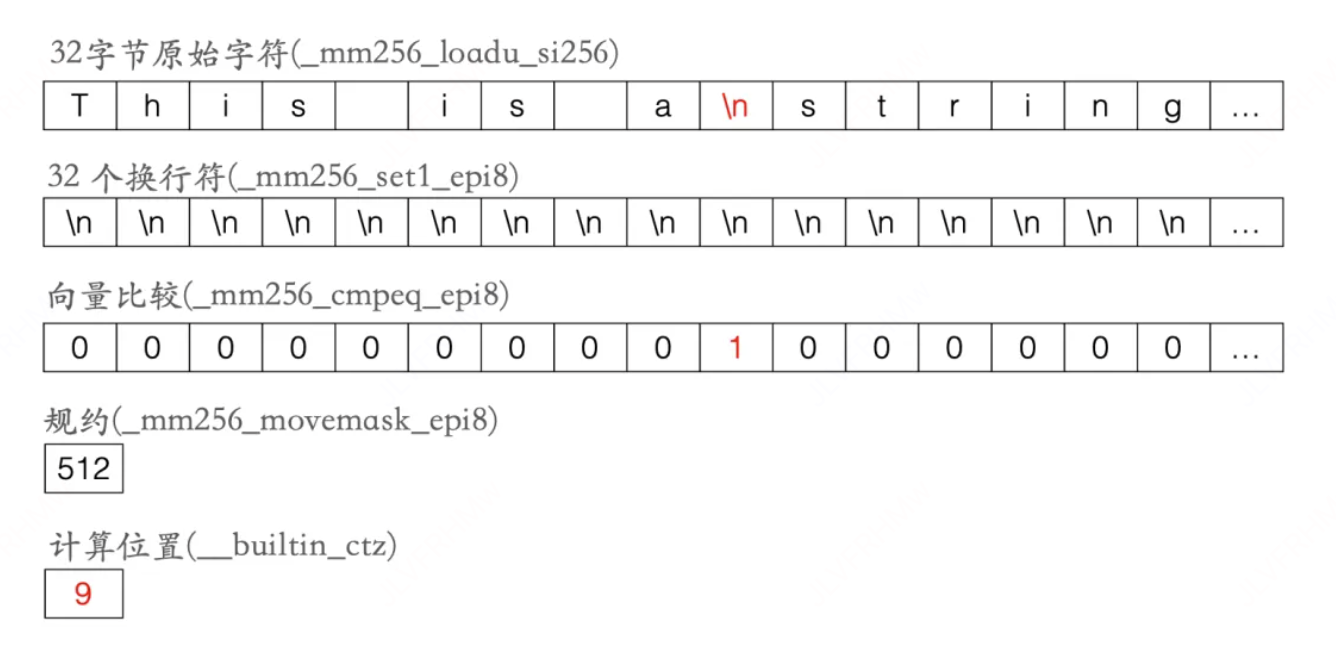 32字节原始字符(_mm256_loadu_si256)
T h i s i s a \n s t r i n g ...
32 个换行符(_mm256_set1_epi8)
\n \n \n \n \n \n \n \n \n \n \n \n \n \n \n \n ...
向量比较(_mm256_cmpeq_epi8)
0 0 0 0 0 0 0 0 0 1 0 0 0 0 0 0 ...
规约(_mm256_movemask_epi8)
512
计算位置(__builtin_ctz)
9